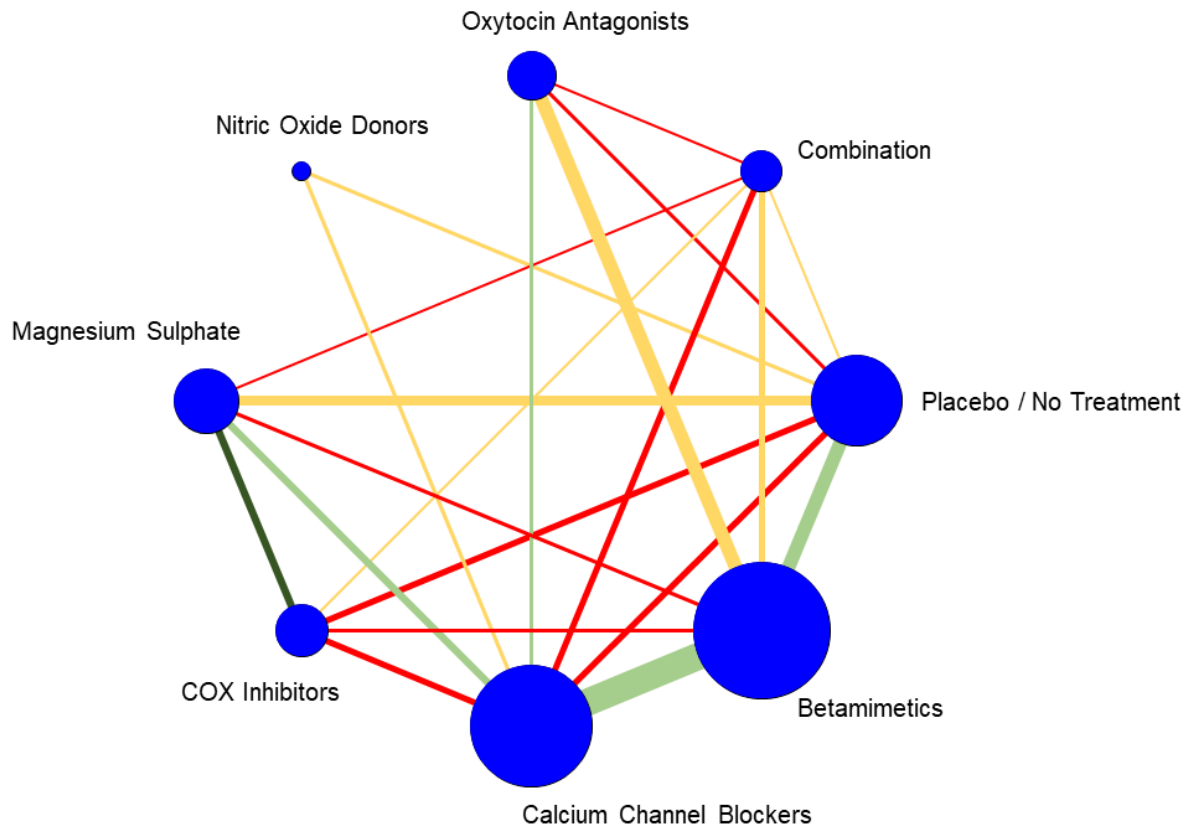 Oxytocin Antagonists
Nitric Oxide Donors
Combination
Magnesium Sulphate
Placebo / No Treatment
COX Inhibitors
Betamimetics
Calcium Channel Blockers